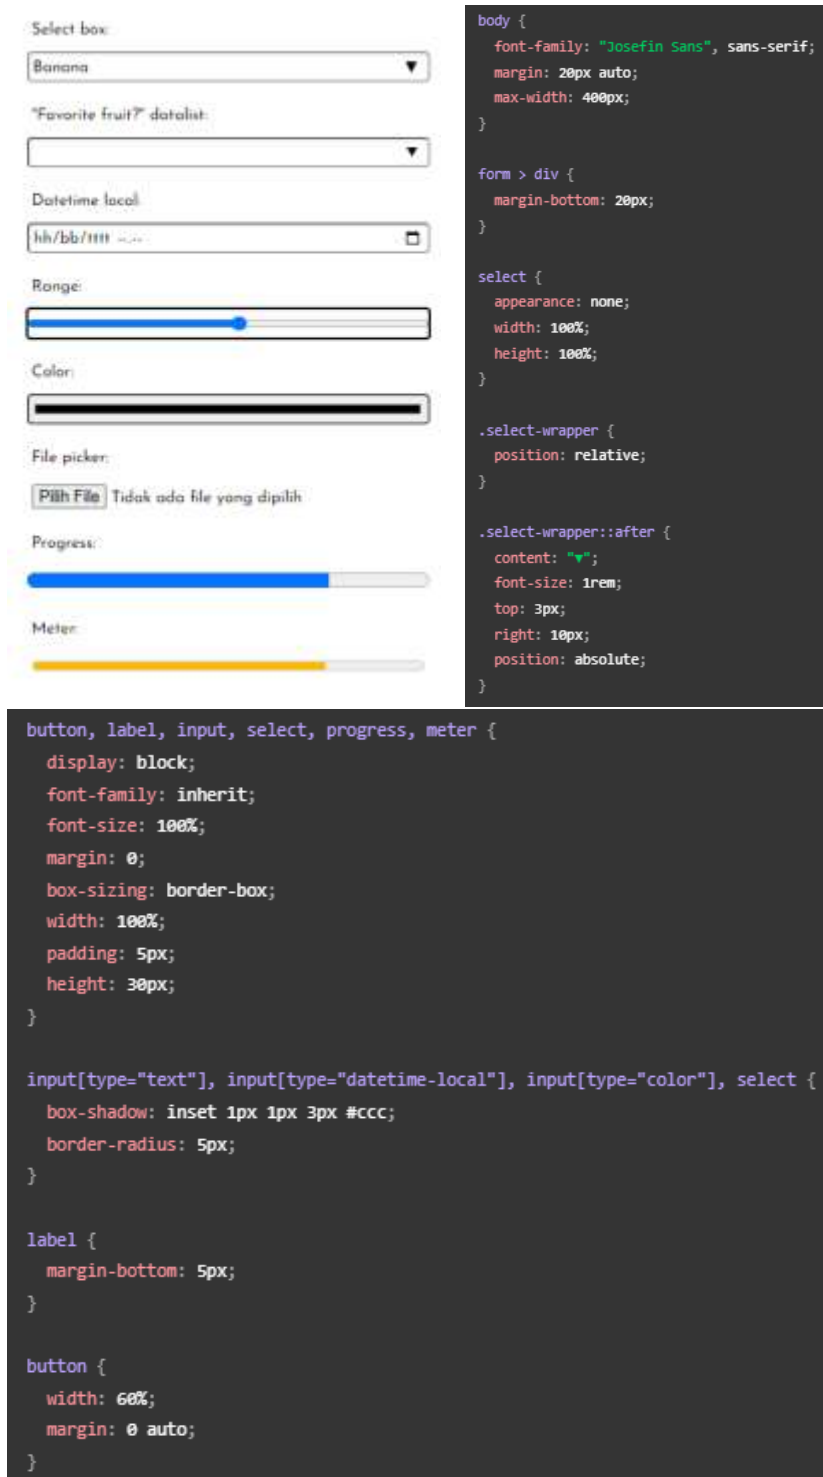 Select box:
Banana ▼
"Favorite fruit?" datalist:
▼
Datetime local:
hh/bb/tttt --.--
Range:
Color:
File picker:
Pilih File Tidak ada file yang dipilih
Progress:
Meter:
body {
font-family: "Josefin Sans", sans-serif;
margin: 20px auto;
max-width: 400px;
}
form > div {
margin-bottom: 20px;
}
select {
appearance: none;
width: 100%;
height: 100%;
}
.select-wrapper {
position: relative;
}
.select-wrapper::after {
content: "▼";
font-size: 1rem;
top: 3px;
right: 10px;
position: absolute;
}
button, label, input, select, progress, meter {
display: block;
font-family: inherit;
font-size: 100%;
margin: 0;
box-sizing: border-box;
width: 100%;
padding: 5px;
height: 30px;
}
input[type="text"], input[type="datetime-local"], input[type="color"], select {
box-shadow: inset 1px 1px 3px #ccc;
border-radius: 5px;
}
label {
margin-bottom: 5px;
}
button {
width: 60%;
margin: 0 auto;
}